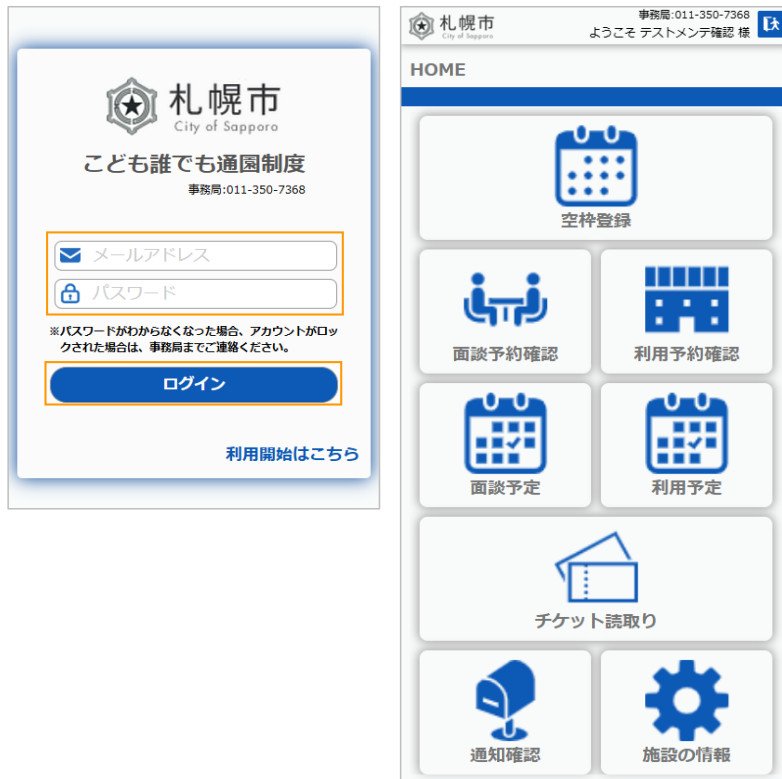 札幌市
City of Sapporo
こども誰でも通園制度
事務局:011-350-7368
メールアドレス
パスワード
※パスワードがわからなくなった場合、アカウントがロッ
クされた場合は、事務局までご連絡ください。
ログイン
利用開始はこちら
札幌市
City of Sapporo
事務局:011-350-7368
ようこそ テストメンテ確認 様
HOME
空枠登録
面談予約確認
利用予約確認
面談予定
利用予定
チケット読取り
通知確認
施設の情報